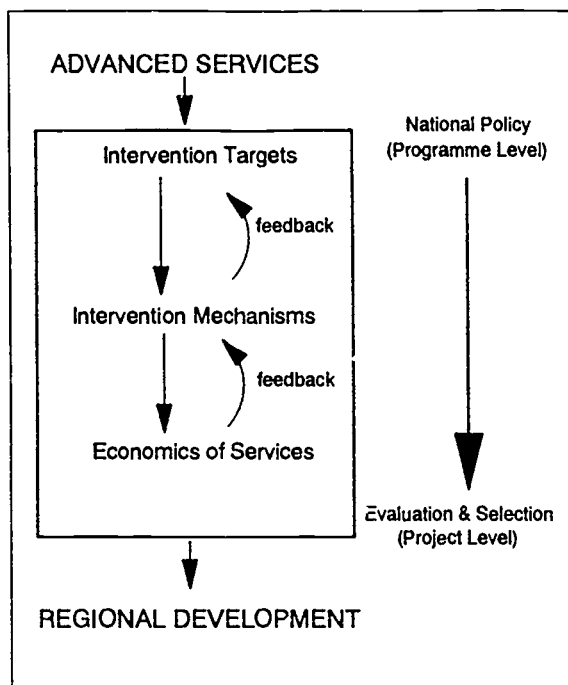 ADVANCED SERVICES
National Policy
(Programme Level)
Intervention Targets
feedback
Intervention Mechanisms
feedback
Economics of Services
Evaluation & Selection
(Project Level)
REGIONAL DEVELOPMENT